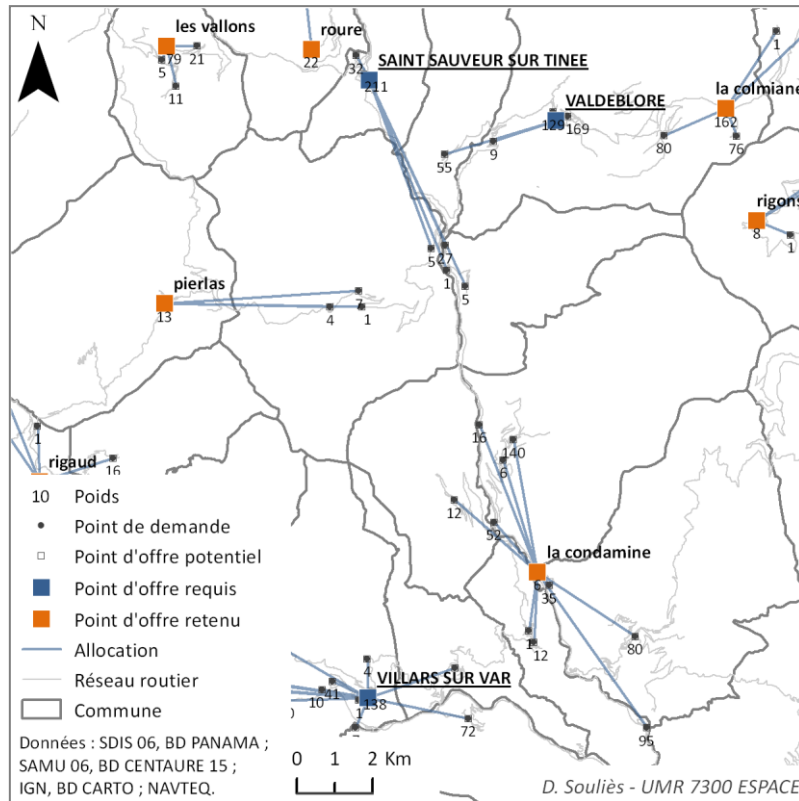 N
les vallons
79
21
5
11
roure
22
32
SAINT SAUVEUR SUR TINEE
211
VALDEBLORE
129
169
9
55
la colmiane
162
1
80
76
rigons
8
1
5
27
1
5
pierlas
13
7
4
1
1
rigaud
16
16
140
6
12
52
la condamine
6
35
1
12
80
95
4
VILLARS SUR VAR
10
41
1
138
72
10 Poids
Point de demande
Point d'offre potentiel
Point d'offre requis
Point d'offre retenu
Allocation
Réseau routier
Commune
Données : SDIS 06, BD PANAMA ;
SAMU 06, BD CENTAURE 15 ;
IGN, BD CARTO ; NAVTEQ.
0 1 2 Km
D. Souliès - UMR 7300 ESPACE